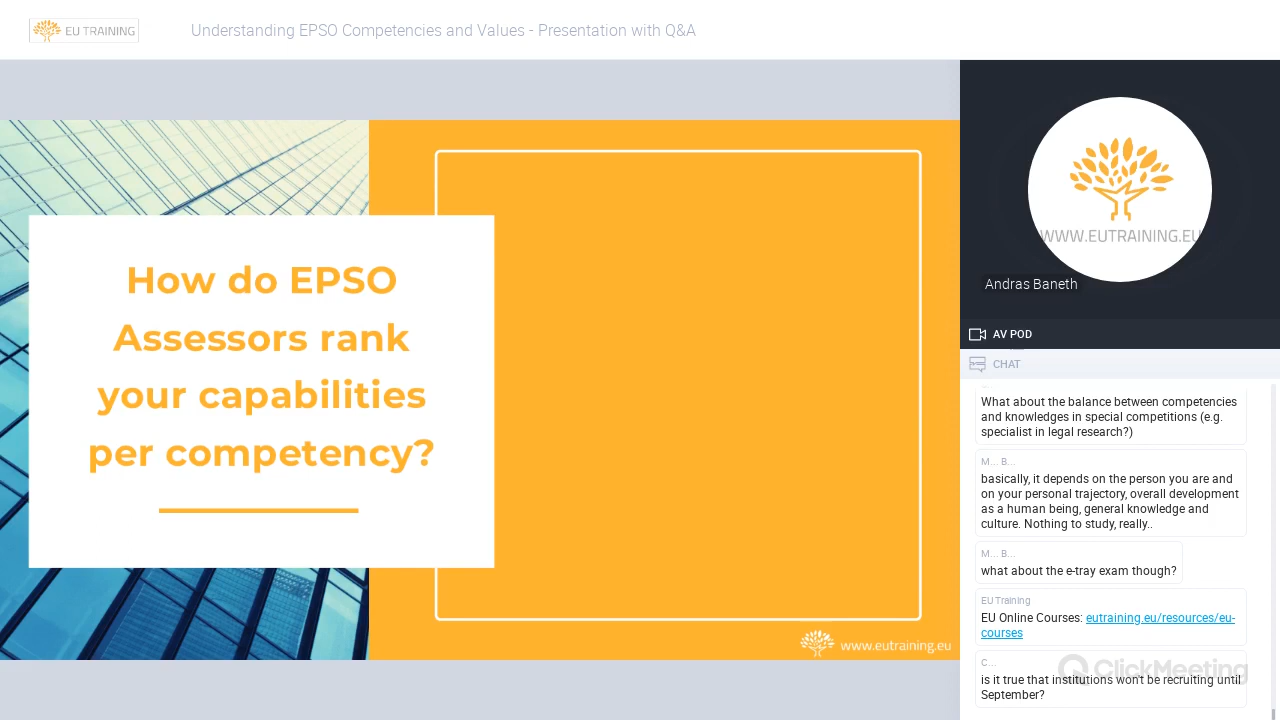 EU TRAINING
Understanding EPSO Competencies and Values - Presentation with Q&A
How do EPSO
Assessors rank
your capabilities
per competency?
www.eutraining.eu
WWW.EUTRAINING.EU
Andras Baneth
AV POD
CHAT
What about the balance between competencies
and knowledges in special competitions (e.g.
specialist in legal research?)
M... B...
basically, it depends on the person you are and
on your personal trajectory, overall development
as a human being, general knowledge and
culture. Nothing to study, really..
M... B...
what about the e-tray exam though?
EU Training
EU Online Courses: eutraining.eu/resources/eu-
courses
C...
ClickMeeting
is it true that institutions won't be recruiting until
September?